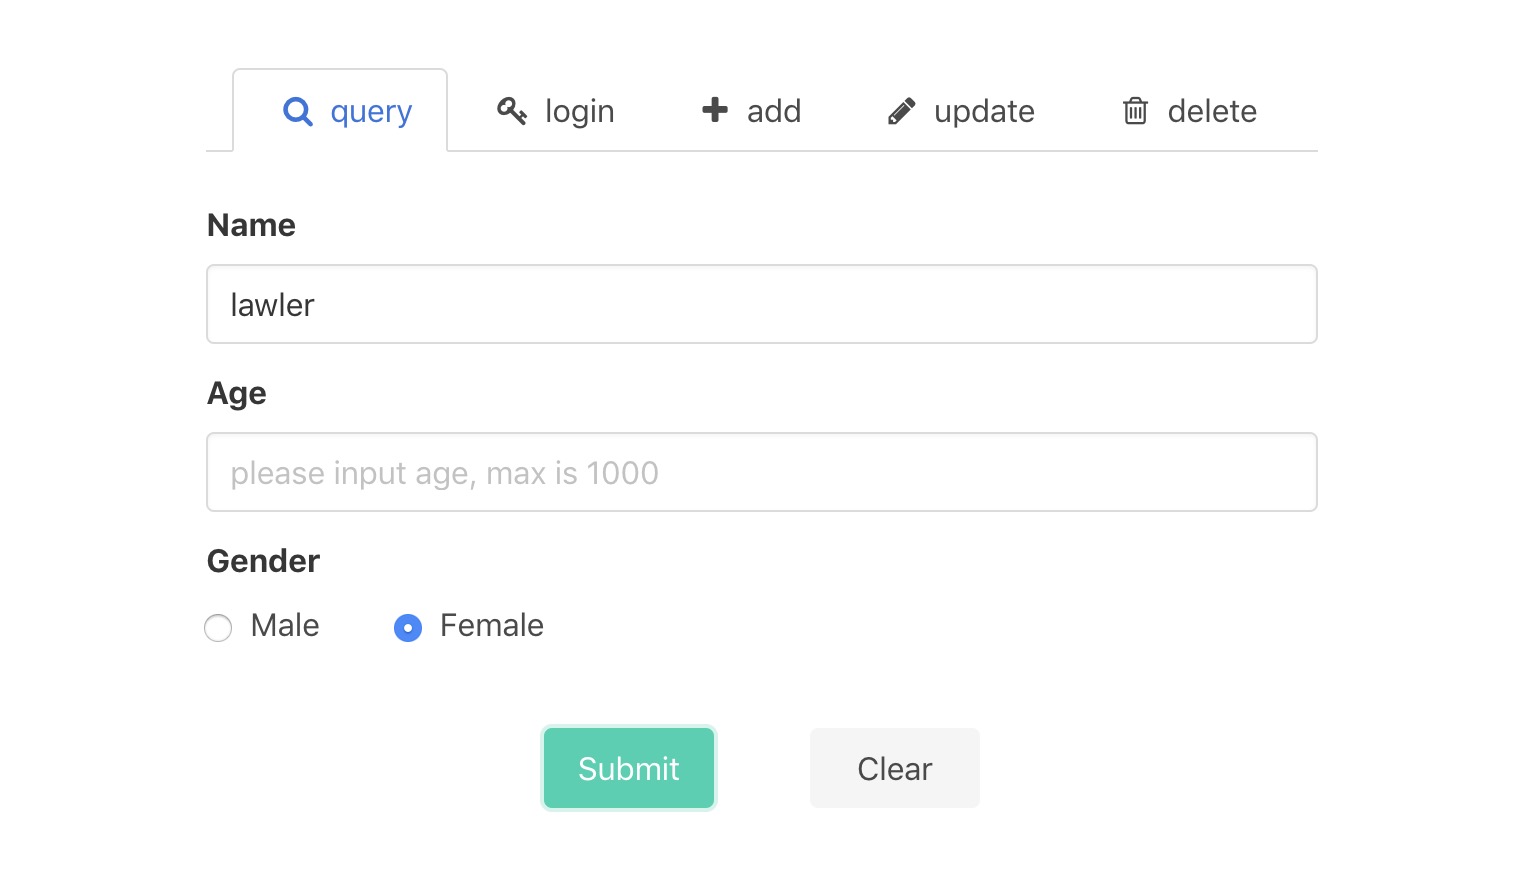 query login add update delete
Name
lawler
Age
please input age, max is 1000
Gender
Male Female
Submit Clear